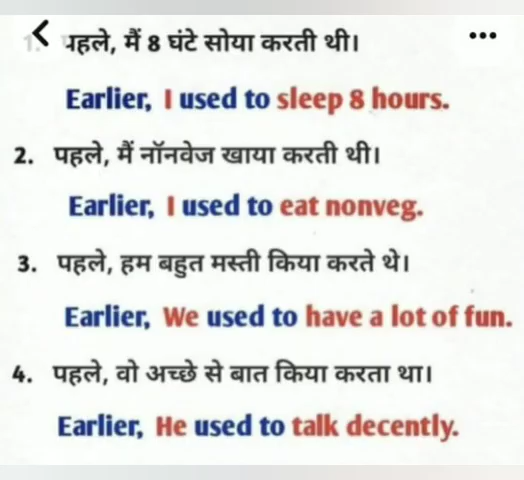 1. पहले, मैं 8 घंटे सोया करती थी।
Earlier, I used to sleep 8 hours.
2. पहले, मैं नॉनवेज खाया करती थी।
Earlier, I used to eat nonveg.
3. पहले, हम बहुत मस्ती किया करते थे।
Earlier, We used to have a lot of fun.
4. पहले, वो अच्छे से बात किया करता था।
Earlier, He used to talk decently.